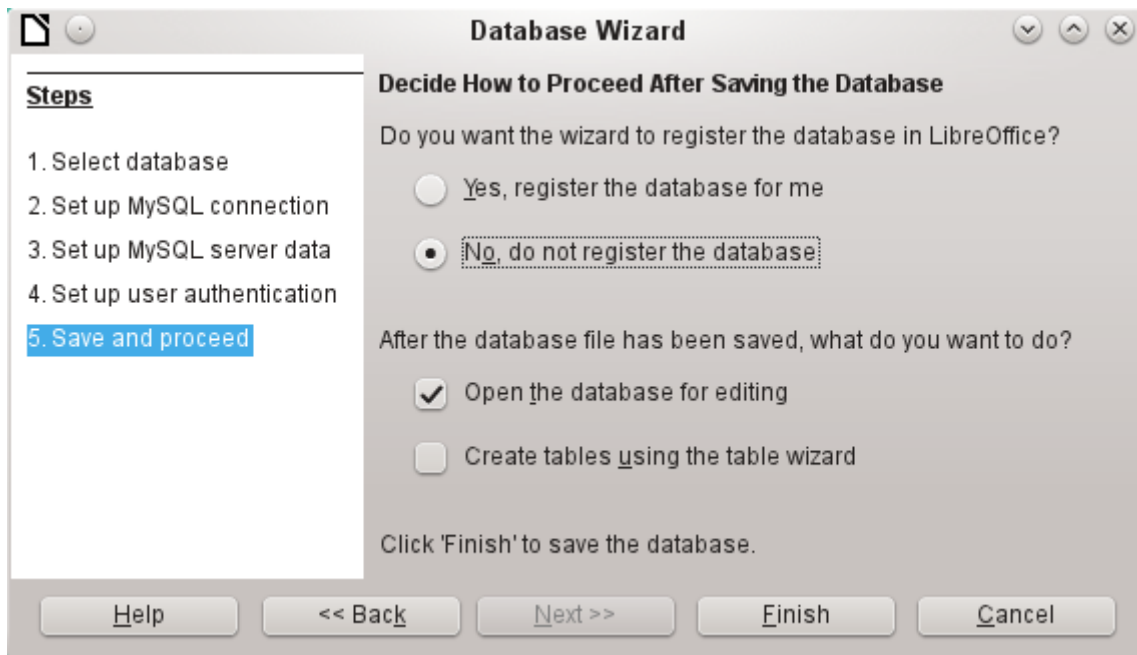 Database Wizard
Steps
1. Select database
2. Set up MySQL connection
3. Set up MySQL server data
4. Set up user authentication
5. Save and proceed
Decide How to Proceed After Saving the Database
Do you want the wizard to register the database in LibreOffice?
Yes, register the database for me
No, do not register the database
After the database file has been saved, what do you want to do?
Open the database for editing
Create tables using the table wizard
Click 'Finish' to save the database.
Help
<< Back
Next >>
Finish
Cancel